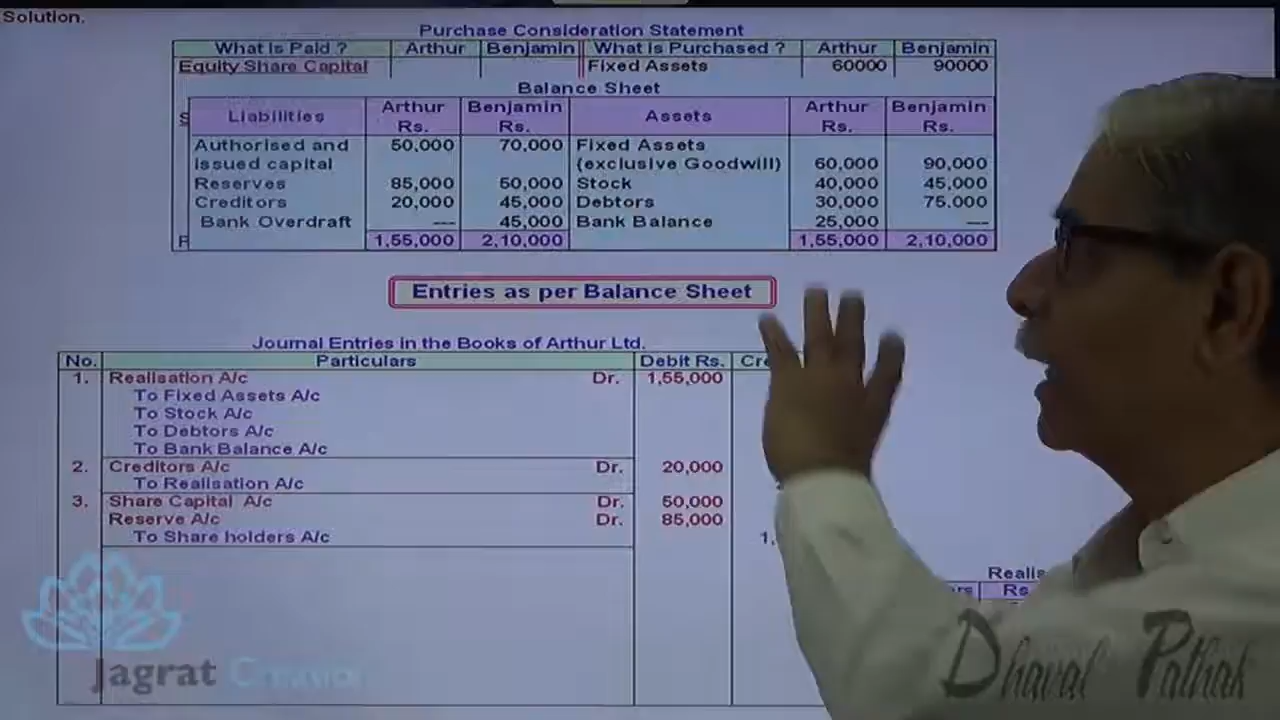 Solution.
Purchase Consideration Statement
What is Paid ? Arthur Benjamin What is Purchased ? Arthur Benjamin
Equity Share Capital Fixed Assets 60000 90000
Balance Sheet
Liabilities Arthur Rs. Benjamin Rs. Assets Arthur Rs. Benjamin Rs.
Authorised and 50,000 70,000 Fixed Assets
issued capital (exclusive Goodwill) 60,000 90,000
Reserves 85,000 50,000 Stock 40,000 45,000
Creditors 20,000 45,000 Debtors 30,000 75.000
Bank Overdraft --- 45,000 Bank Balance 25,000 ---
1,55,000 2,10,000 1,55,000 2,10,000
Entries as per Balance Sheet
Journal Entries in the Books of Arthur Ltd.
No. Particulars Debit Rs. Cre
1. Realisation A/c Dr. 1,55,000
To Fixed Assets A/c
To Stock A/c
To Debtors A/c
To Bank Balance A/c
2. Creditors A/c Dr. 20,000
To Realisation A/c
3. Share Capital A/c Dr. 50,000
Reserve A/c Dr. 85,000
To Share holders A/c 1,
Realis
Rs
Jagrat Creator
Dhaval Pathak